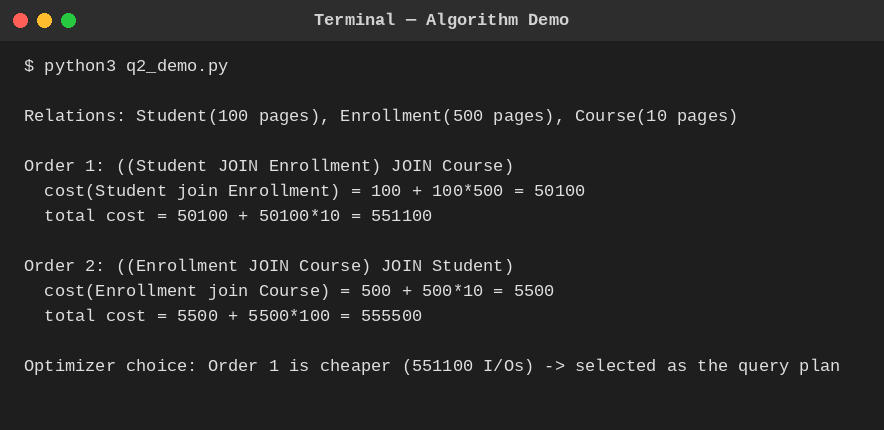 Terminal — Algorithm Demo
$ python3 q2_demo.py
Relations: Student(100 pages), Enrollment(500 pages), Course(10 pages)
Order 1: ((Student JOIN Enrollment) JOIN Course)
cost(Student join Enrollment) = 100 + 100*500 = 50100
total cost = 50100 + 50100*10 = 551100
Order 2: ((Enrollment JOIN Course) JOIN Student)
cost(Enrollment join Course) = 500 + 500*10 = 5500
total cost = 5500 + 5500*100 = 555500
Optimizer choice: Order 1 is cheaper (551100 I/Os) -> selected as the query plan